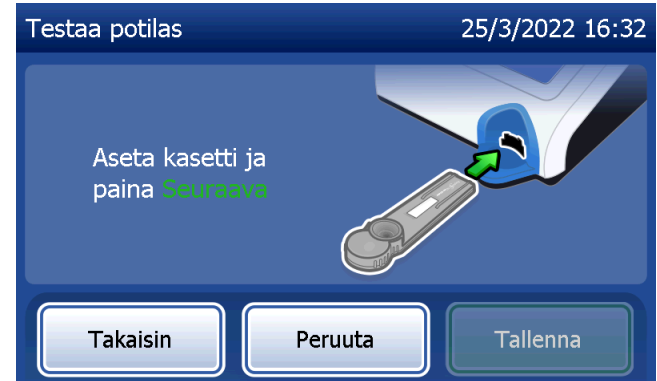 Testaa potilas 25/3/2022 16:32
Aseta kasetti ja
paina Seuraava
Takaisin Peruuta Tallenna